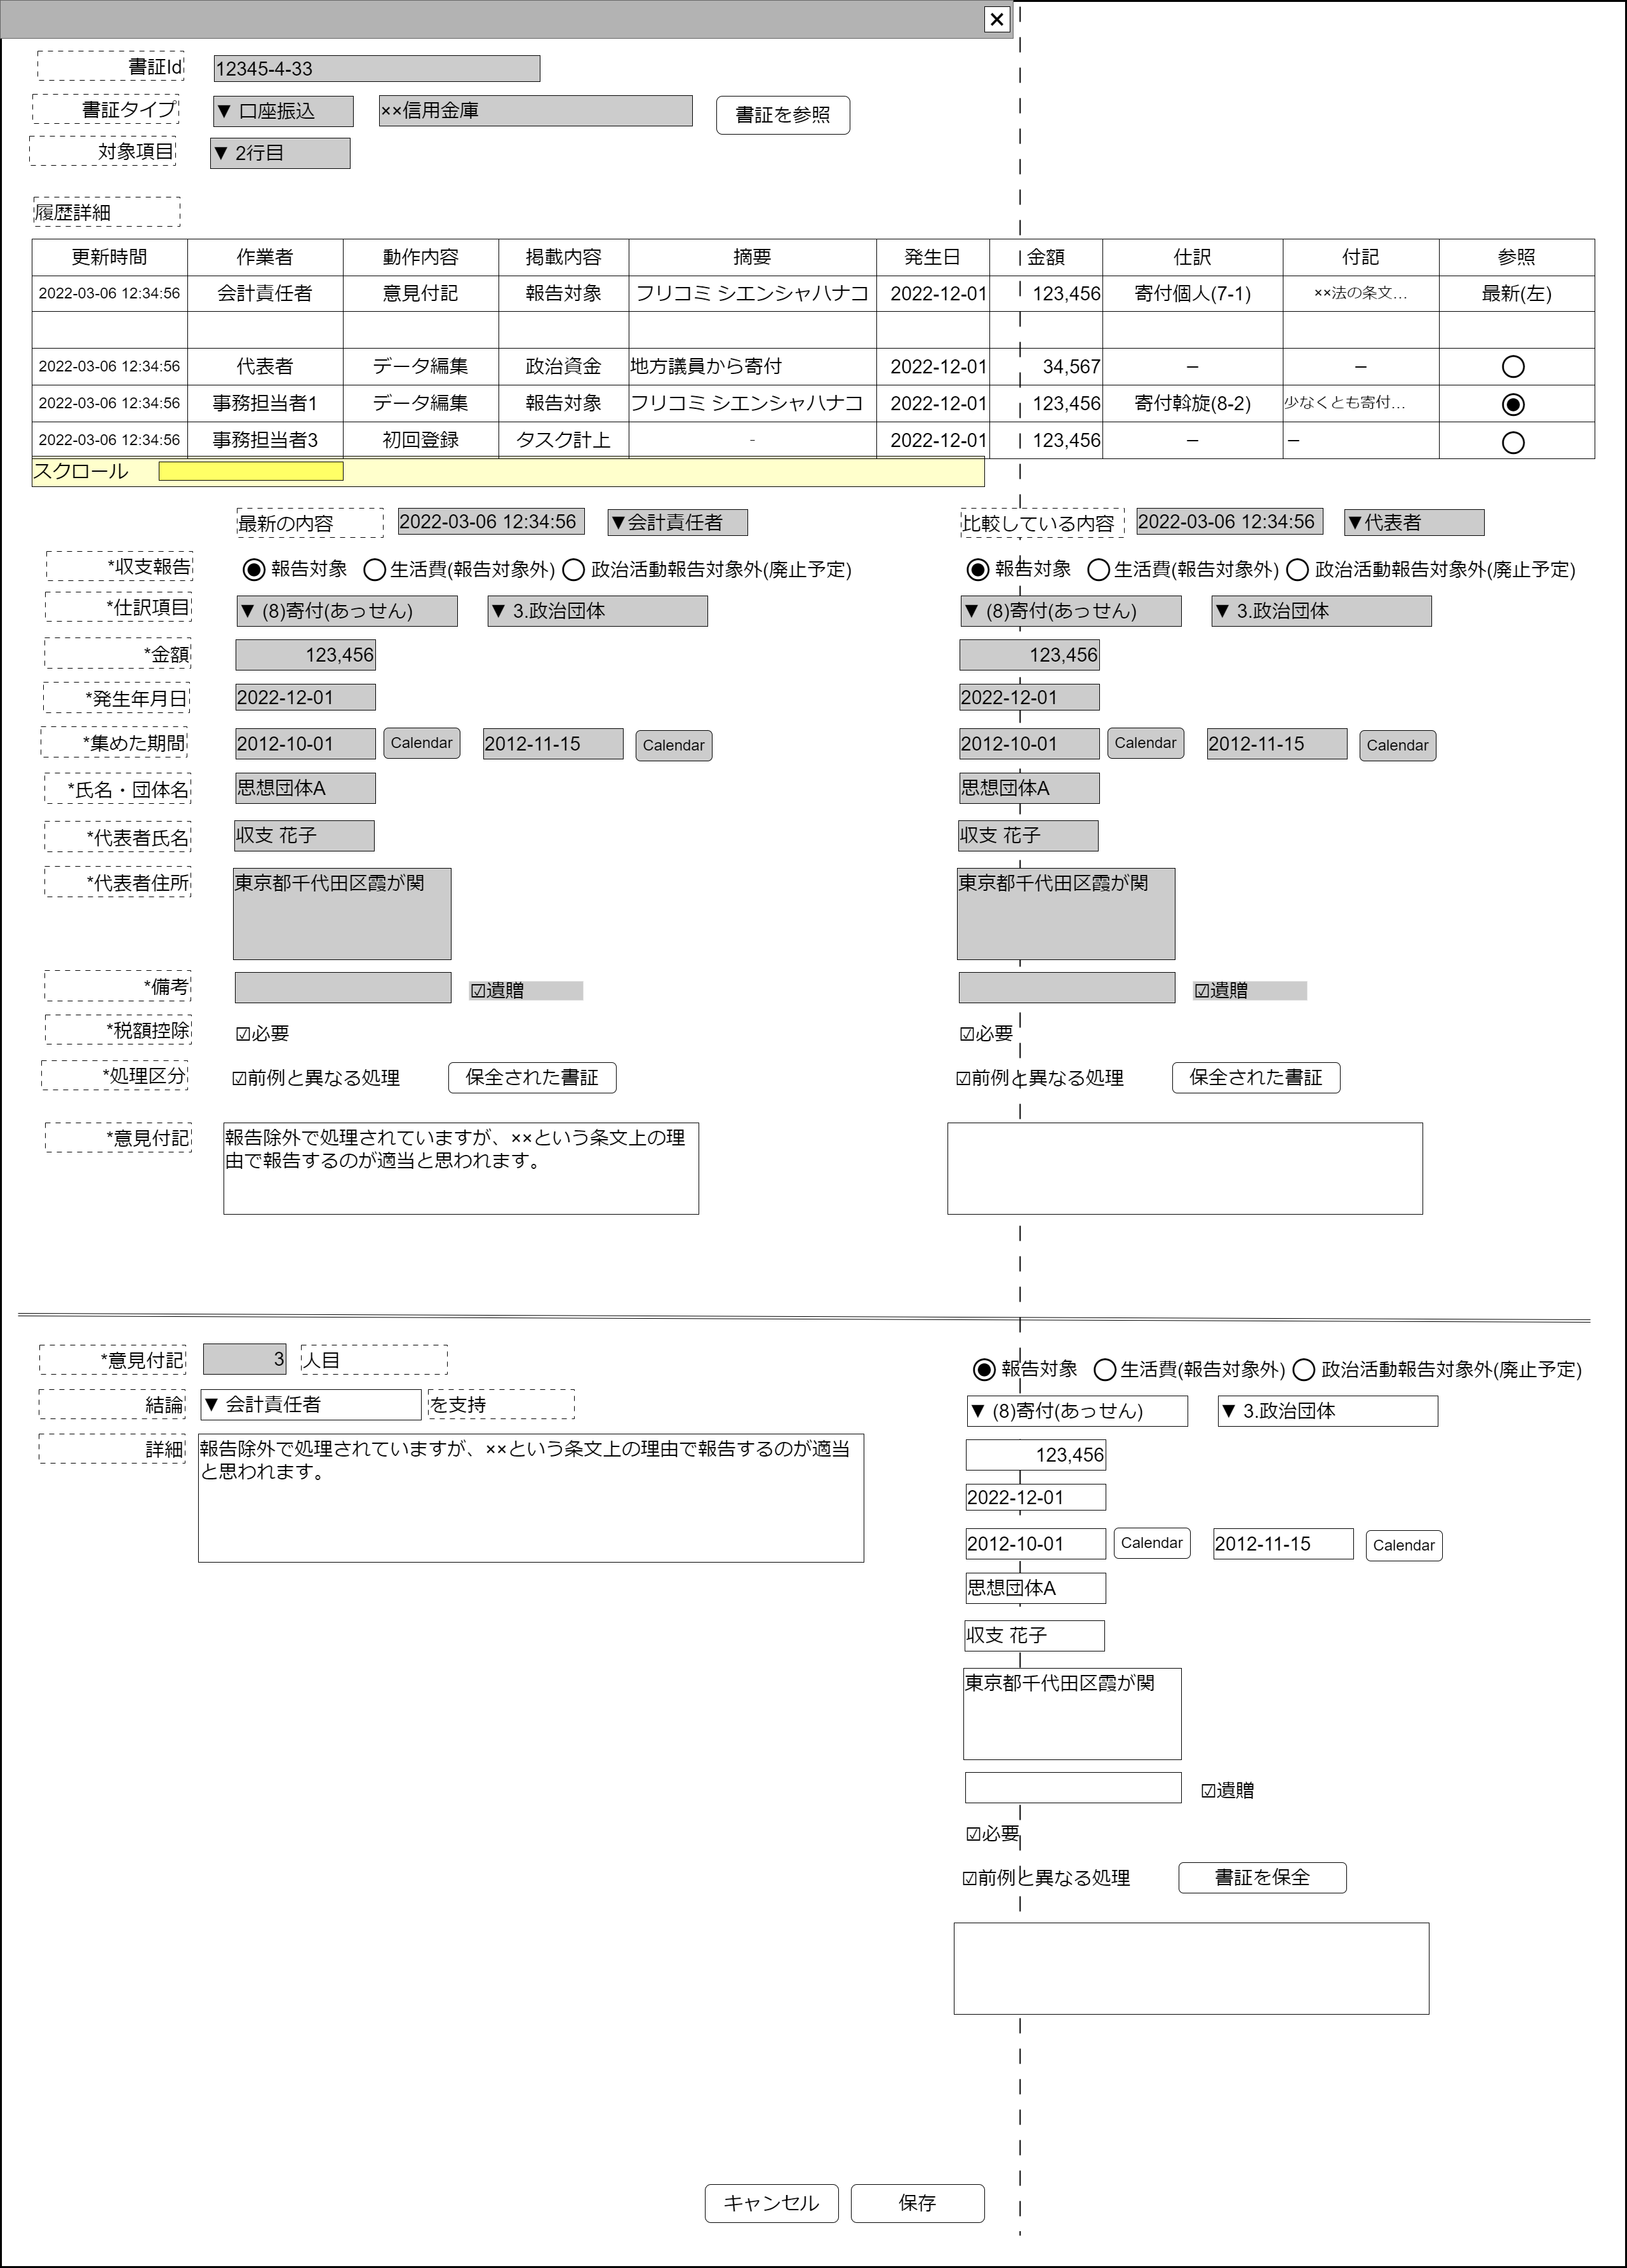 ×
書証Id 12345-4-33
書証タイプ ▼ 口座振込 ××信用金庫 書証を参照
対象項目 ▼ 2行目
履歴詳細
更新時間 作業者 動作内容 掲載内容 摘要 発生日 金額 仕訳 付記 参照
2022-03-06 12:34:56 会計責任者 意見付記 報告対象 フリコミ シエンシャハナコ 2022-12-01 123,456 寄付個人(7-1) ××法の条文... 最新(左)
2022-03-06 12:34:56 代表者 データ編集 政治資金 地方議員から寄付 2022-12-01 34,567 – –
2022-03-06 12:34:56 事務担当者1 データ編集 報告対象 フリコミ シエンシャハナコ 2022-12-01 123,456 寄付斡旋(8-2) 少なくとも寄付...
2022-03-06 12:34:56 事務担当者3 初回登録 タスク計上 - 2022-12-01 123,456 – –
スクロール
最新の内容 2022-03-06 12:34:56 ▼会計責任者 比較している内容 2022-03-06 12:34:56 ▼代表者
*収支報告 報告対象 生活費(報告対象外) 政治活動報告対象外(廃止予定) 報告対象 生活費(報告対象外) 政治活動報告対象外(廃止予定)
*仕訳項目 ▼ (8)寄付(あっせん) ▼ 3.政治団体 ▼ (8)寄付(あっせん) ▼ 3.政治団体
*金額 123,456 123,456
*発生年月日 2022-12-01 2022-12-01
*集めた期間 2012-10-01 Calendar 2012-11-15 Calendar 2012-10-01 Calendar 2012-11-15 Calendar
*氏名・団体名 思想団体A 思想団体A
*代表者氏名 収支 花子 収支 花子
*代表者住所 東京都千代田区霞が関 東京都千代田区霞が関
*備考 ☑遺贈 ☑遺贈
*税額控除 ☑必要 ☑必要
*処理区分 ☑前例と異なる処理 保全された書証 ☑前例と異なる処理 保全された書証
*意見付記 報告除外で処理されていますが、××という条文上の理
由で報告するのが適当と思われます。
*意見付記 3 人目
結論 ▼ 会計責任者 を支持
詳細 報告除外で処理されていますが、××という条文上の理由で報告するのが適当
と思われます。
報告対象 生活費(報告対象外) 政治活動報告対象外(廃止予定)
▼ (8)寄付(あっせん) ▼ 3.政治団体
123,456
2022-12-01
2012-10-01 Calendar 2012-11-15 Calendar
思想団体A
収支 花子
東京都千代田区霞が関
☑遺贈
☑必要
☑前例と異なる処理 書証を保全
キャンセル 保存